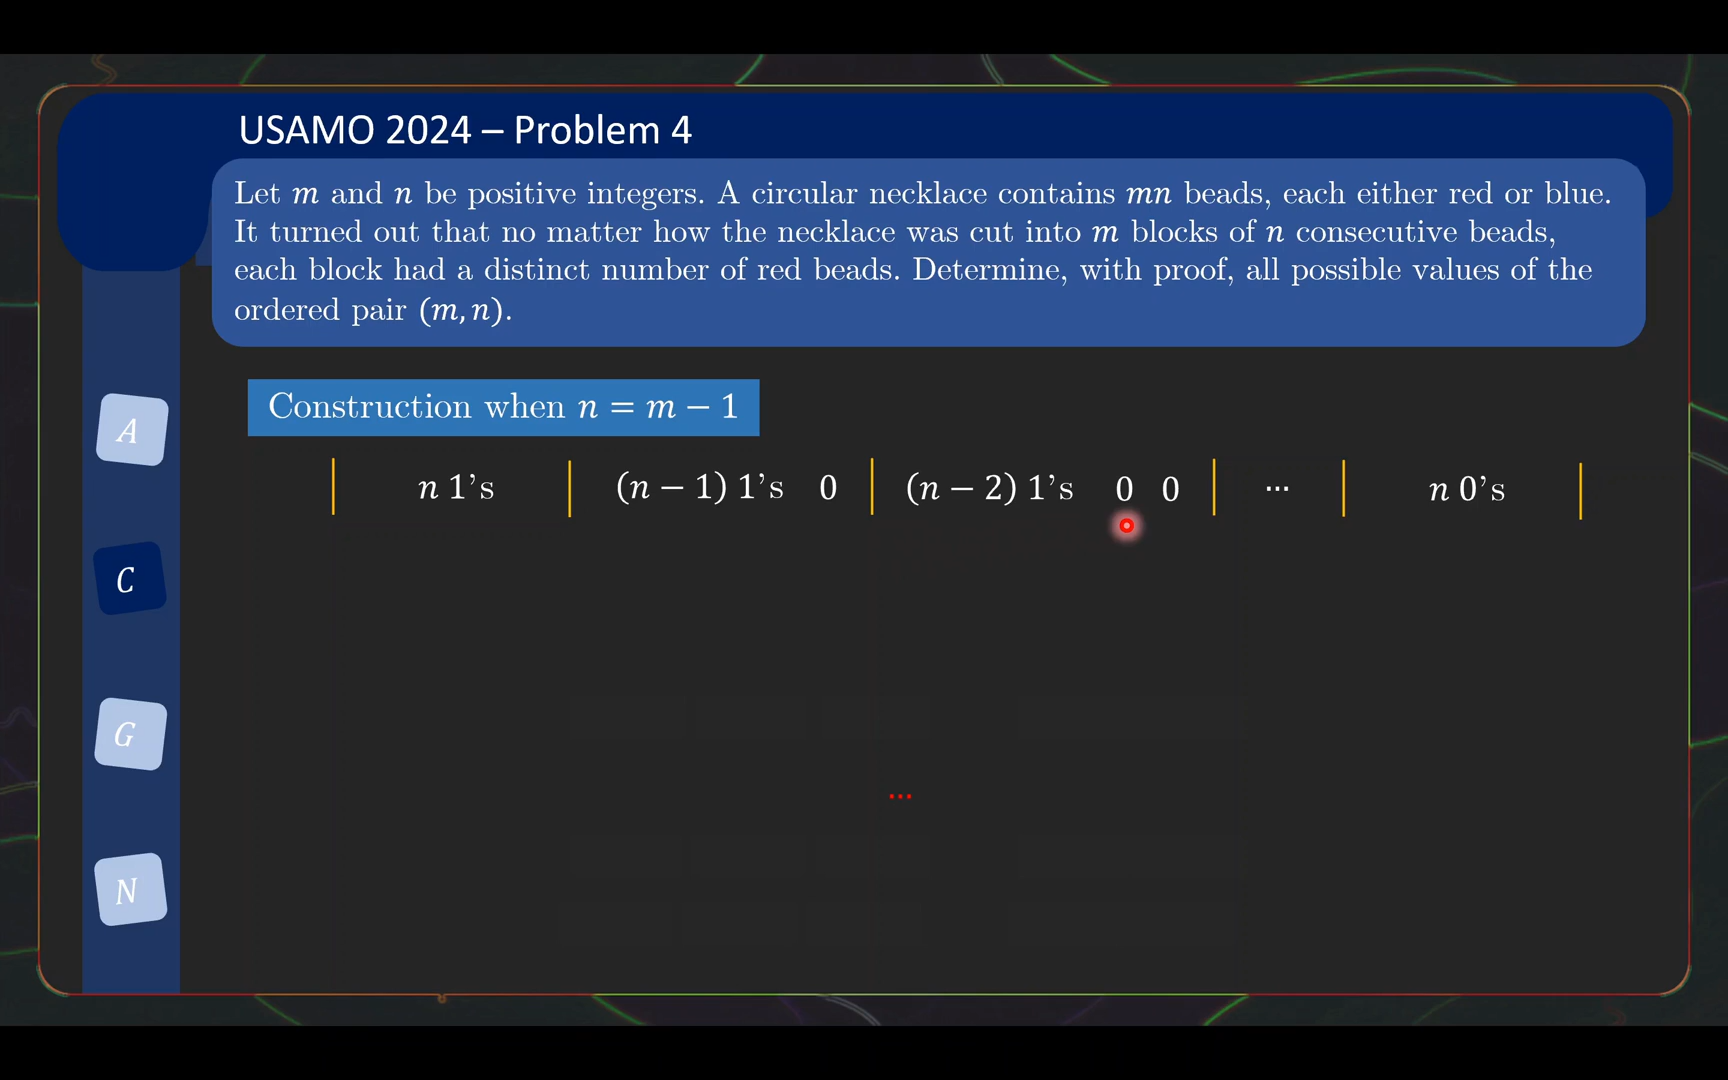 USAMO 2024 – Problem 4
Let m and n be positive integers. A circular necklace contains mn beads, each either red or blue.
It turned out that no matter how the necklace was cut into m blocks of n consecutive beads,
each block had a distinct number of red beads. Determine, with proof, all possible values of the
ordered pair (m, n).
Construction when n = m − 1
n 1's | (n − 1) 1's 0 | (n − 2) 1's 0 0 | ... | n 0's
A
C
G
N
...